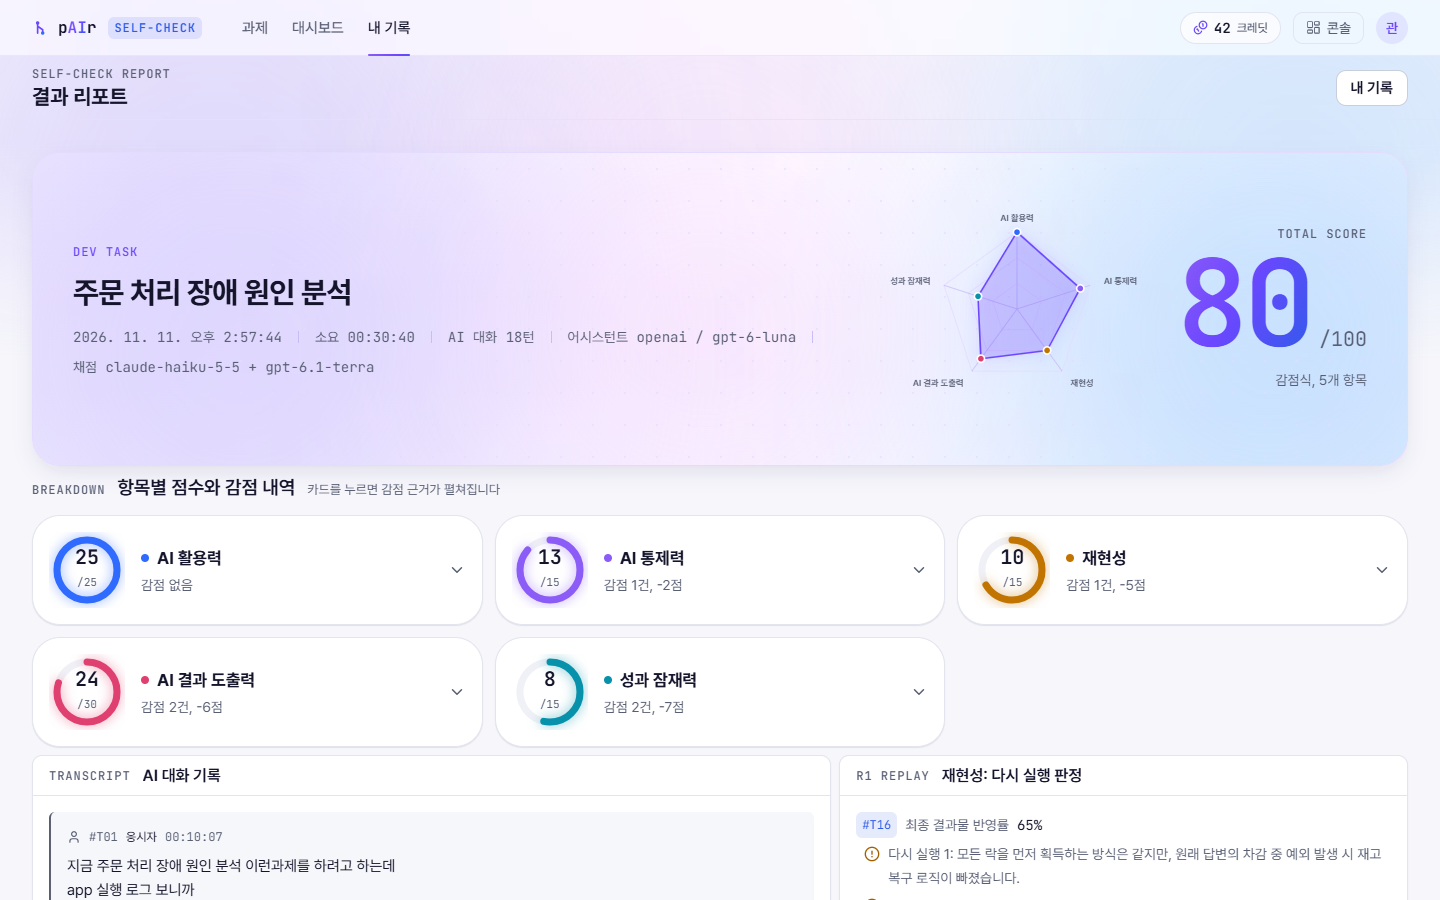 pAIr SELF-CHECK 과제 대시보드 내 기록 42 크레딧 콘솔 관
SELF-CHECK REPORT
결과 리포트
내 기록
DEV TASK
주문 처리 장애 원인 분석
2026. 11. 11. 오후 2:57:44 소요 00:30:40 AI 대화 18턴 어시스턴트 openai / gpt-6-luna
채점 claude-haiku-5-5 + gpt-6.1-terra
AI 활용력
AI 통제력
재현성
AI 결과 도출력
성과 잠재력
TOTAL SCORE
80 /100
감점식, 5개 항목
BREAKDOWN 항목별 점수와 감점 내역 카드를 누르면 감점 근거가 펼쳐집니다
25 /25
AI 활용력
감점 없음
13 /15
AI 통제력
감점 1건, -2점
10 /15
재현성
감점 1건, -5점
24 /30
AI 결과 도출력
감점 2건, -6점
8 /15
성과 잠재력
감점 2건, -7점
TRANSCRIPT AI 대화 기록
#T01 응시자 00:10:07
지금 주문 처리 장애 원인 분석 이런과제를 하려고 하는데
app 실행 로그 보니까
R1 REPLAY 재현성: 다시 실행 판정
#T16 최종 결과물 반영률 65%
다시 실행 1: 모든 락을 먼저 획득하는 방식은 같지만, 원래 답변의 차감 중 예외 발생 시 재고
복구 로직이 빠졌습니다.